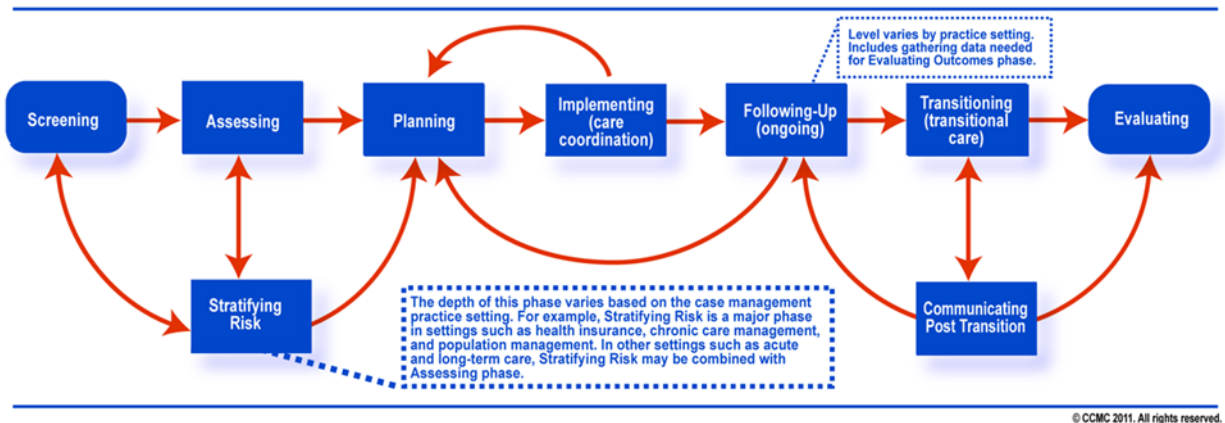 Level varies by practice setting.
Includes gathering data needed
for Evaluating Outcomes phase.
Screening
Assessing
Planning
Implementing
(care
coordination)
Following-Up
(ongoing)
Transitioning
(transitional
care)
Evaluating
Stratifying
Risk
The depth of this phase varies based on the case management
practice setting. For example, Stratifying Risk is a major phase
in settings such as health insurance, chronic care management,
and population management. In other settings such as acute
and long-term care, Stratifying Risk may be combined with
Assessing phase.
Communicating
Post Transition
© CCMC 2011. All rights reserved.